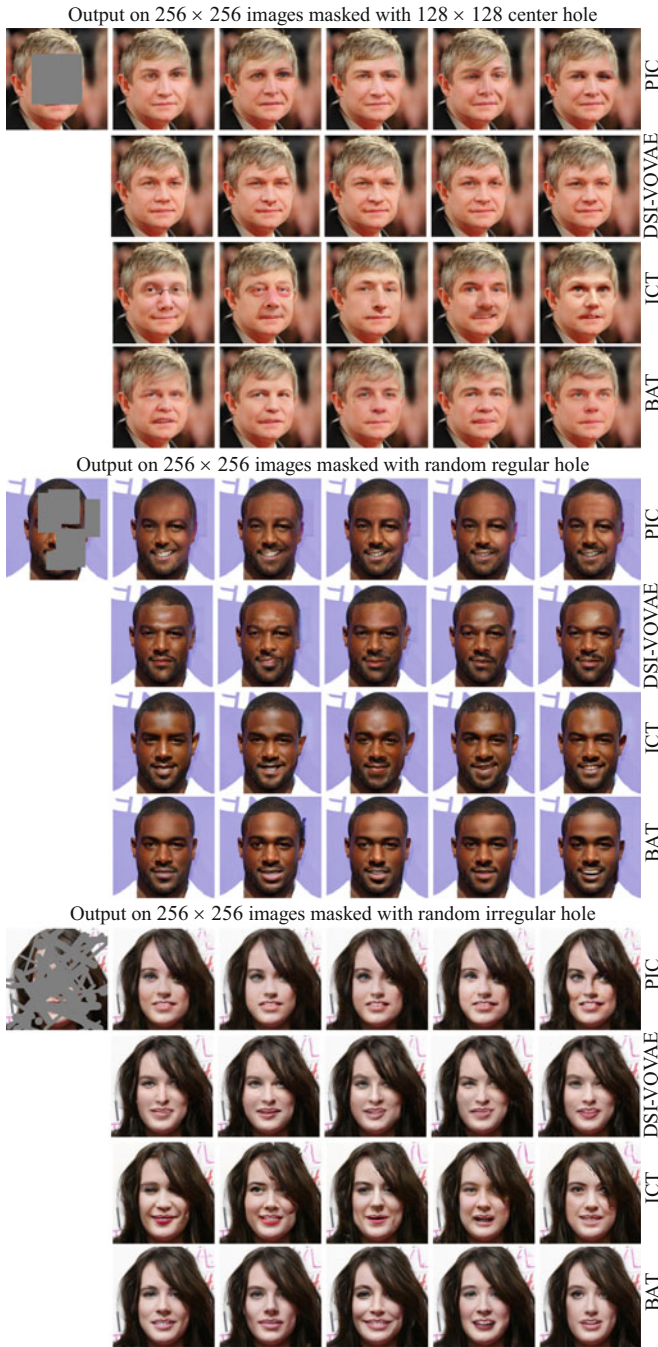 Output on 256 × 256 images masked with 128 × 128 center hole
PIC
DSI-VOVAE
ICT
BAT
Output on 256 × 256 images masked with random regular hole
PIC
DSI-VOVAE
ICT
BAT
Output on 256 × 256 images masked with random irregular hole
PIC
DSI-VOVAE
ICT
BAT